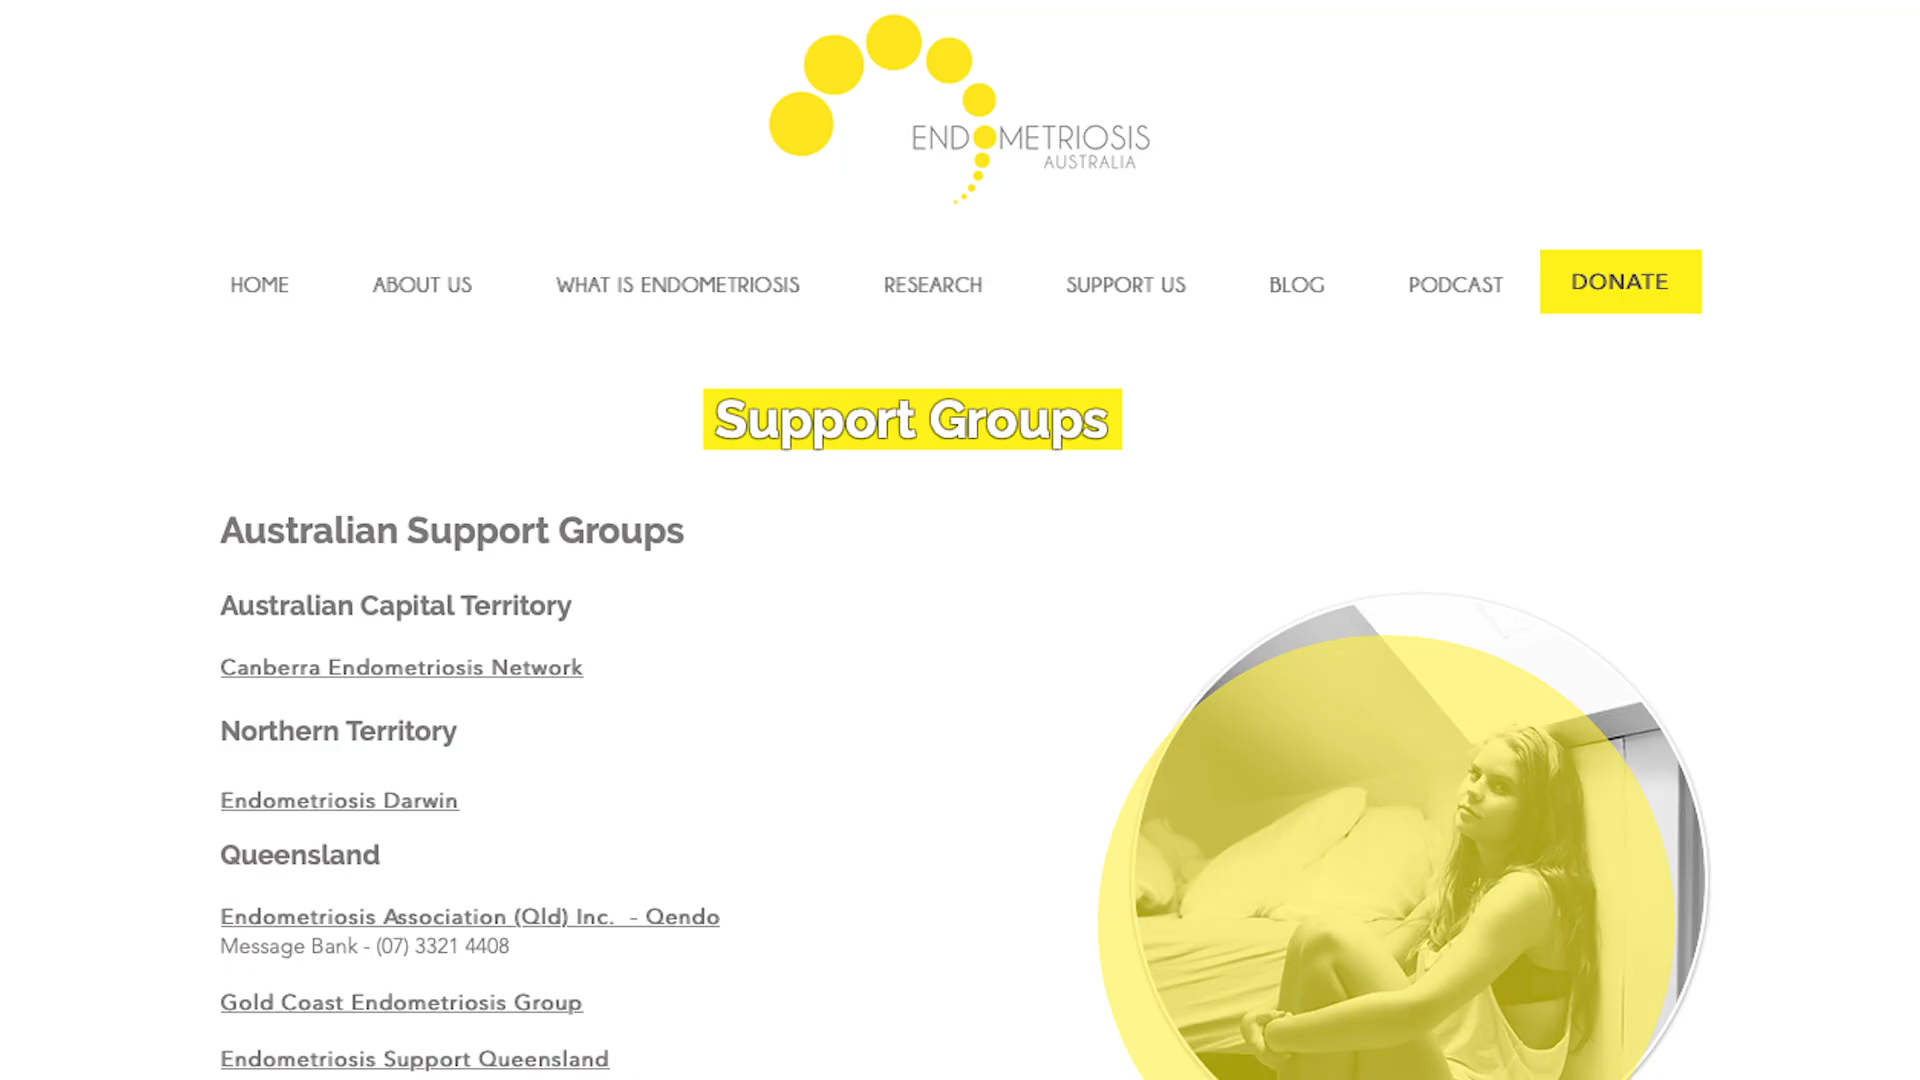 ENDOMETRIOSIS
AUSTRALIA
HOME ABOUT US WHAT IS ENDOMETRIOSIS RESEARCH SUPPORT US BLOG PODCAST DONATE
Support Groups
Australian Support Groups
Australian Capital Territory
Canberra Endometriosis Network
Northern Territory
Endometriosis Darwin
Queensland
Endometriosis Association (Qld) Inc.  - Qendo
Message Bank - (07) 3321 4408
Gold Coast Endometriosis Group
Endometriosis Support Queensland